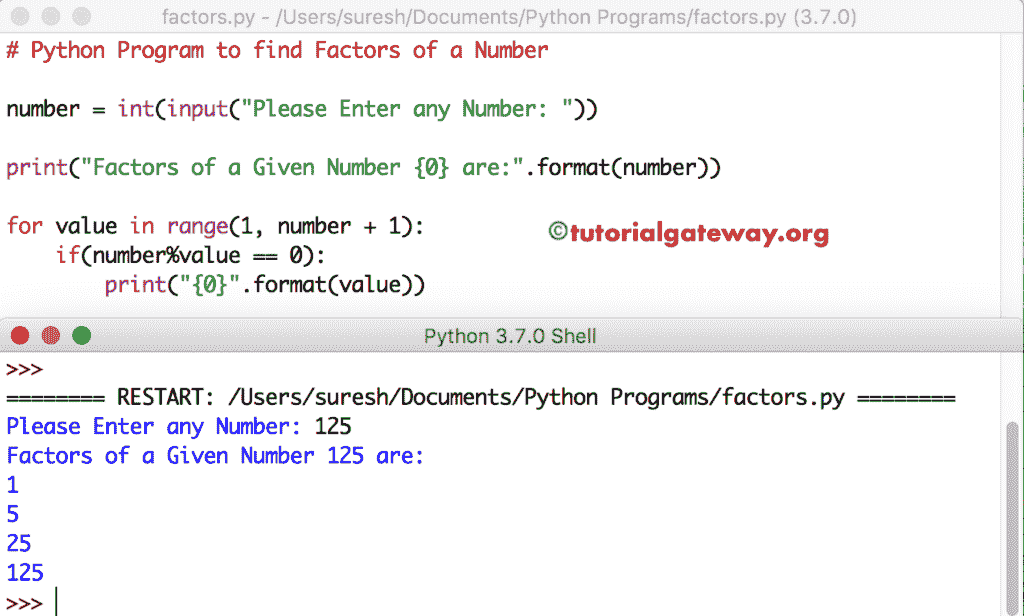 factors.py - /Users/suresh/Documents/Python Programs/factors.py (3.7.0)
# Python Program to find Factors of a Number
number = int(input("Please Enter any Number: "))
print("Factors of a Given Number {0} are:".format(number))
for value in range(1, number + 1):
    if(number%value == 0):
        print("{0}".format(value))
©tutorialgateway.org
Python 3.7.0 Shell
>>>
======== RESTART: /Users/suresh/Documents/Python Programs/factors.py ========
Please Enter any Number: 125
Factors of a Given Number 125 are:
1
5
25
125
>>>